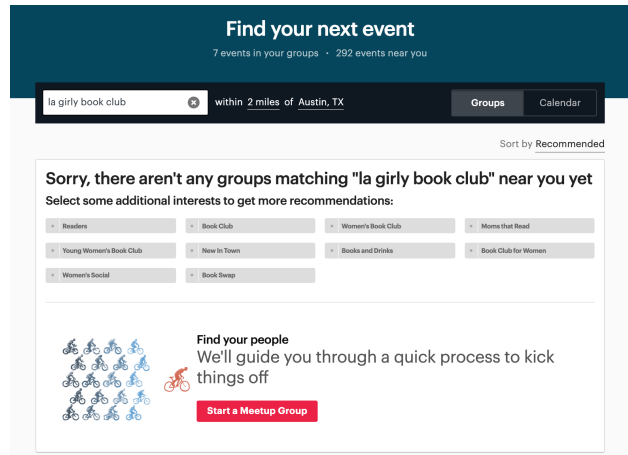 Find your next event
7 events in your groups • 292 events near you
la girly book club within 2 miles of Austin, TX Groups Calendar
Sort by Recommended
Sorry, there aren't any groups matching "la girly book club" near you yet
Select some additional interests to get more recommendations:
Readers Book Club Women's Book Club Moms that Read
Young Women's Book Club New In Town Books and Drinks Book Club for Women
Women's Social Book Swap
Find your people
We'll guide you through a quick process to kick
things off
Start a Meetup Group